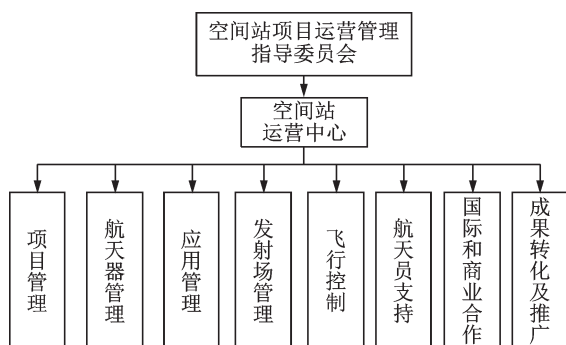 空间站项目运营管理
指导委员会
空间站
运营中心
项目管理
航天器管理
应用管理
发射场管理
飞行控制
航天员支持
国际和商业合作
成果转化及推广